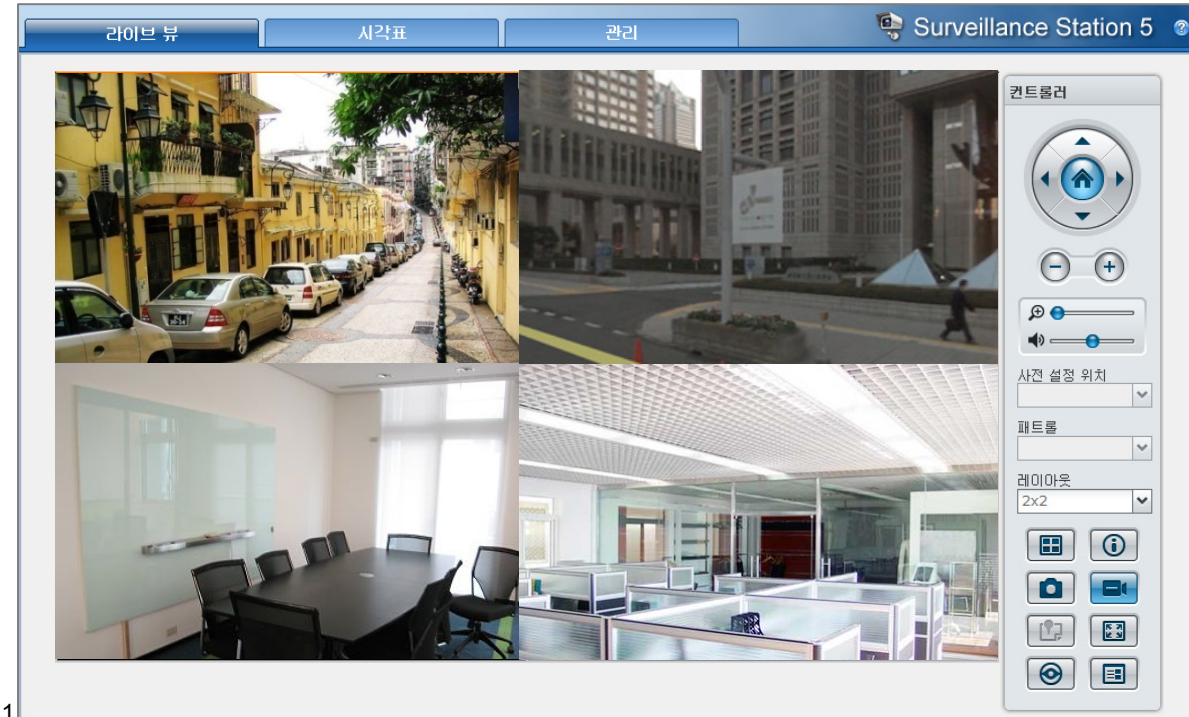 라이브 뷰
시각표
관리
Surveillance Station 5
컨트롤러
사전 설정 위치
패트롤
레이아웃
2x2
1